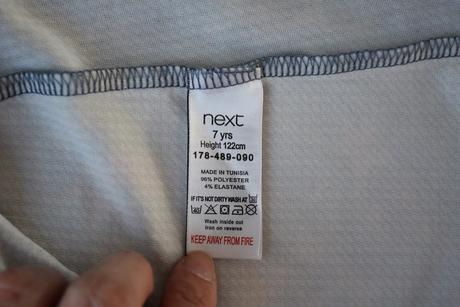 next
7 yrs
Height 122cm
178-489-090
MADE IN TUNISIA
96% POLYESTER
4% ELASTANE
IF IT'S NOT DIRTY WASH AT
Wash inside out
Iron on reverse
KEEP AWAY FROM FIRE